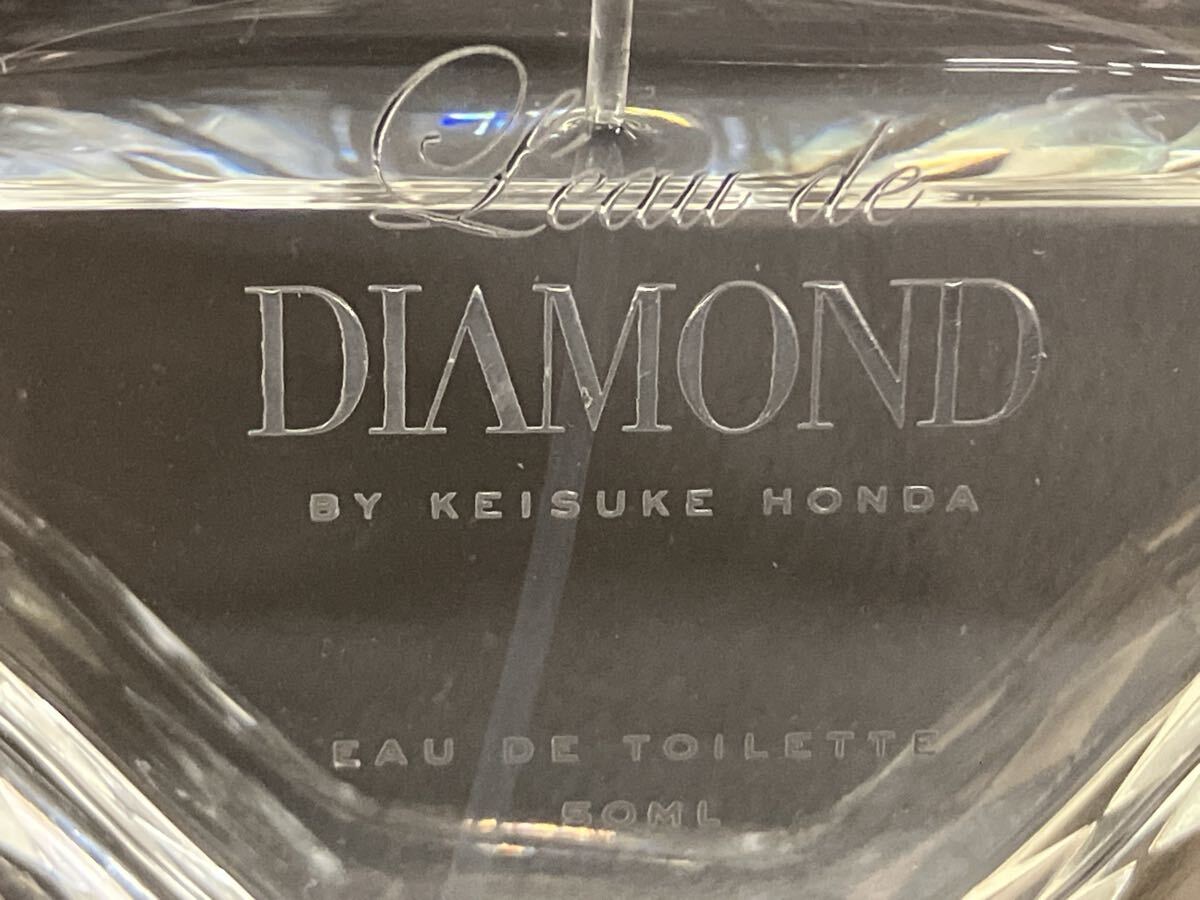 L'eau de
DIAMOND
BY KEISUKE HONDA
EAU DE TOILETTE
50ML